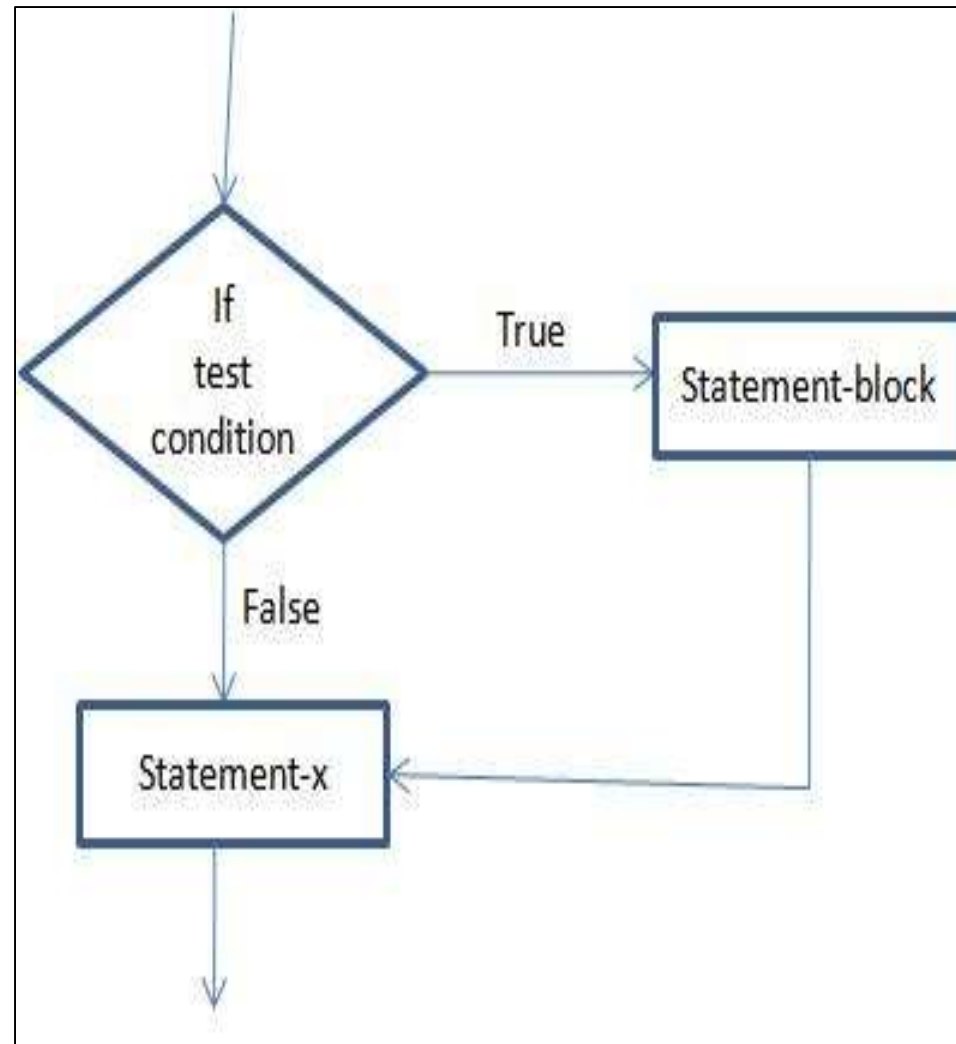 If
test
condition
True
Statement-block
False
Statement-x